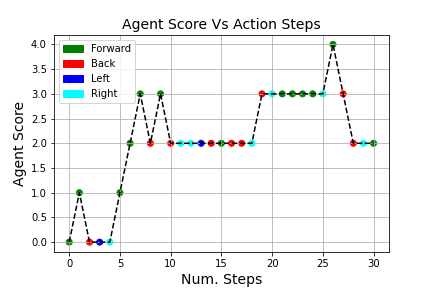 Agent Score Vs Action Steps
Agent Score
4.0
3.5
3.0
2.5
2.0
1.5
1.0
0.5
0.0
Forward
Back
Left
Right
0 5 10 15 20 25 30
Num. Steps